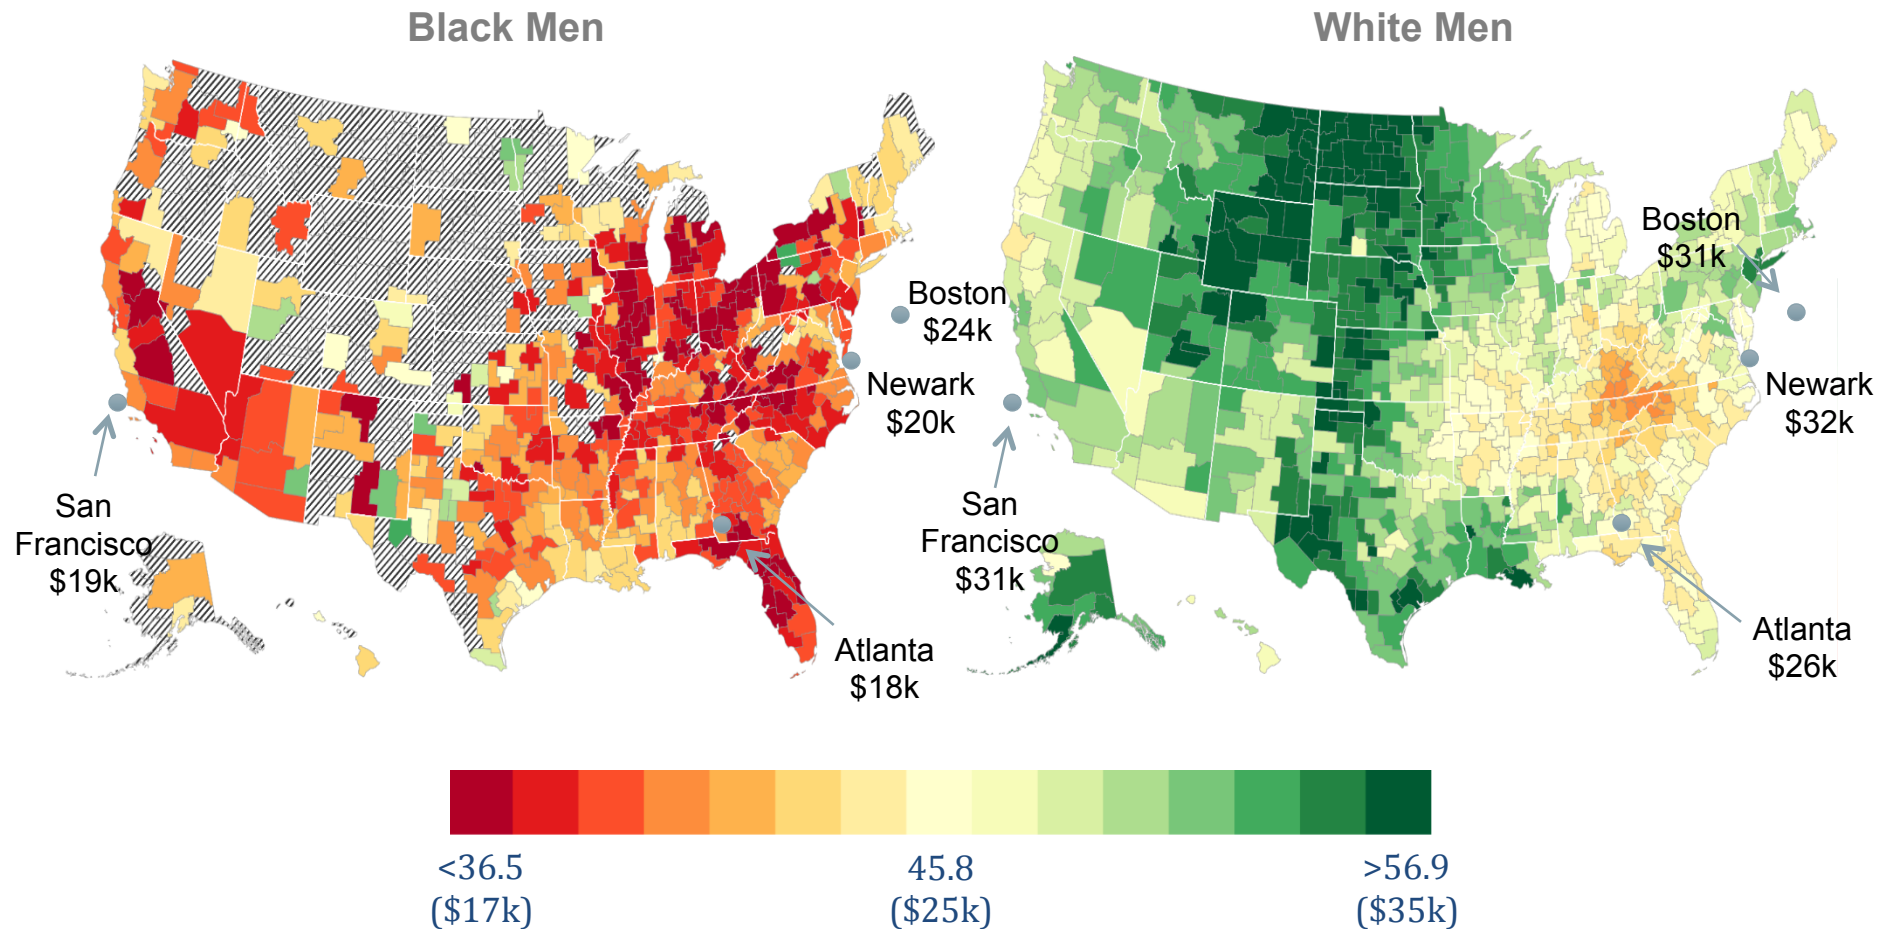 Black Men
White Men
Boston
$24k
Newark
$20k
San
Francisco
$19k
Atlanta
$18k
Boston
$31k
Newark
$32k
San
Francisco
$31k
Atlanta
$26k
<36.5
($17k)
45.8
($25k)
>56.9
($35k)